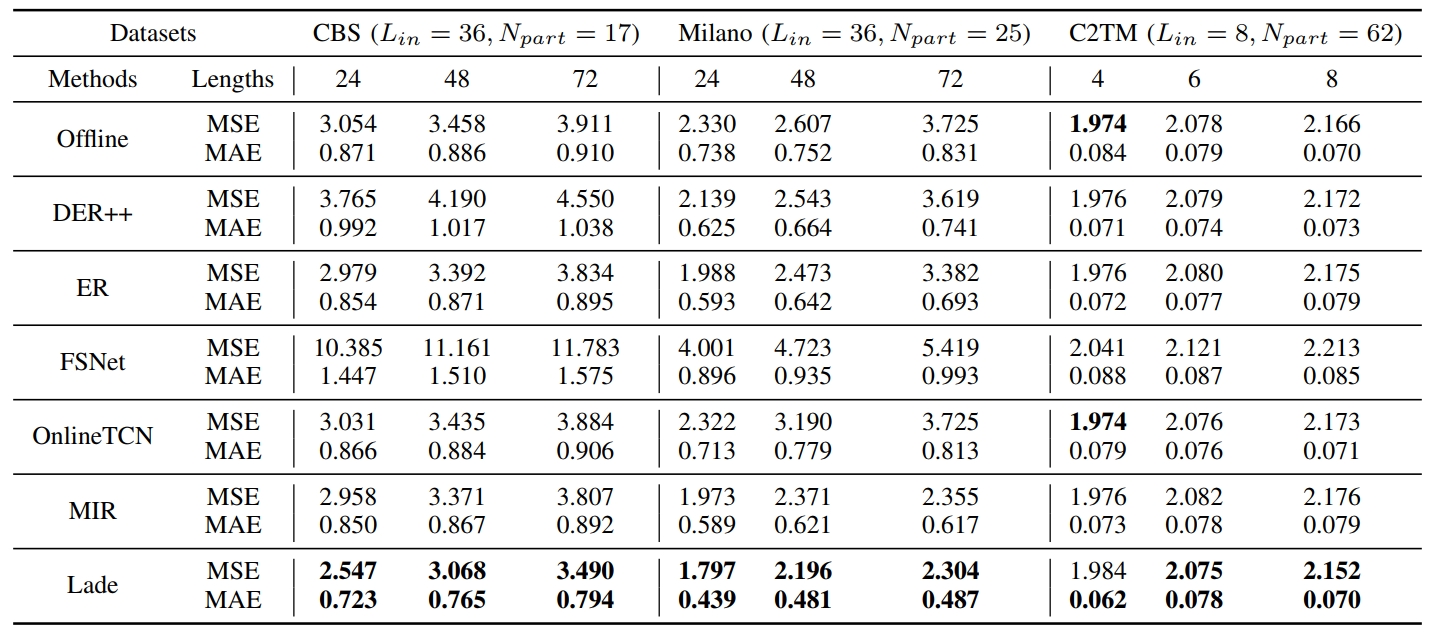 Datasets CBS (L_in = 36, N_part = 17) Milano (L_in = 36, N_part = 25) C2TM (L_in = 8, N_part = 62)
Methods Lengths 24 48 72 24 48 72 4 6 8
Offline MSE 3.054 3.458 3.911 2.330 2.607 3.725 1.974 2.078 2.166
MAE 0.871 0.886 0.910 0.738 0.752 0.831 0.084 0.079 0.070
DER++ MSE 3.765 4.190 4.550 2.139 2.543 3.619 1.976 2.079 2.172
MAE 0.992 1.017 1.038 0.625 0.664 0.741 0.071 0.074 0.073
ER MSE 2.979 3.392 3.834 1.988 2.473 3.382 1.976 2.080 2.175
MAE 0.854 0.871 0.895 0.593 0.642 0.693 0.072 0.077 0.079
FSNet MSE 10.385 11.161 11.783 4.001 4.723 5.419 2.041 2.121 2.213
MAE 1.447 1.510 1.575 0.896 0.935 0.993 0.088 0.087 0.085
OnlineTCN MSE 3.031 3.435 3.884 2.322 3.190 3.725 1.974 2.076 2.173
MAE 0.866 0.884 0.906 0.713 0.779 0.813 0.079 0.076 0.071
MIR MSE 2.958 3.371 3.807 1.973 2.371 2.355 1.976 2.082 2.176
MAE 0.850 0.867 0.892 0.589 0.621 0.617 0.073 0.078 0.079
Lade MSE 2.547 3.068 3.490 1.797 2.196 2.304 1.984 2.075 2.152
MAE 0.723 0.765 0.794 0.439 0.481 0.487 0.062 0.078 0.070